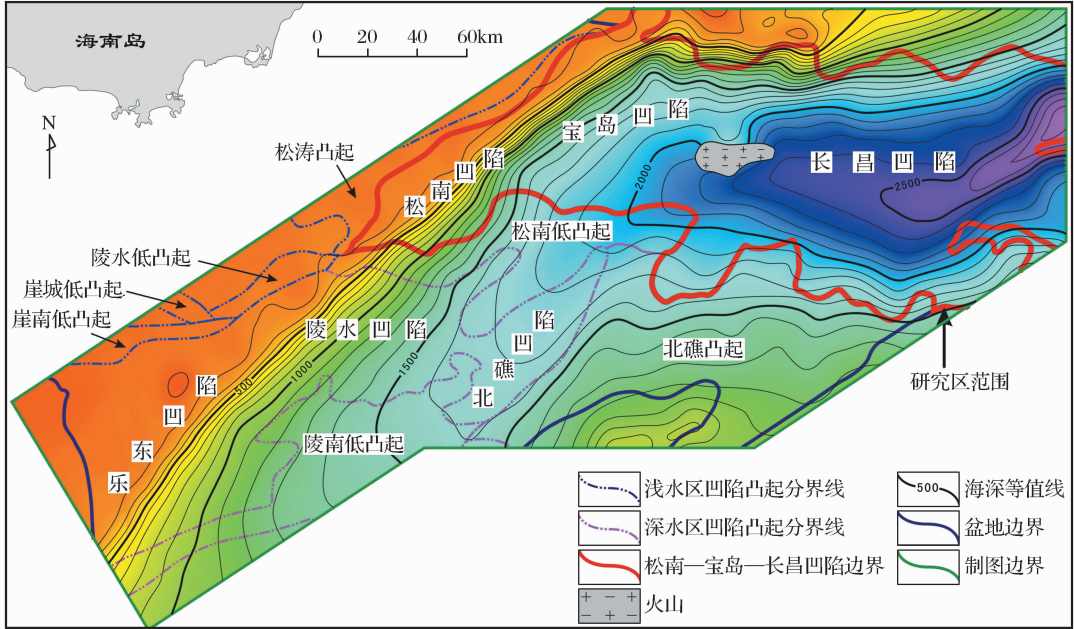 海南岛
0 20 40 60km
N
松涛凸起
宝岛凹陷
松南凹陷
长昌凹陷
2000
2500
松南低凸起
陵水低凸起
崖城低凸起
崖南低凸起
陵水凹陷
北礁凹陷
北礁凸起
研究区范围
500
1000
1500
乐东凹陷
陵南低凸起
浅水区凹陷凸起分界线
深水区凹陷凸起分界线
松南—宝岛—长昌凹陷边界
火山
500
海深等值线
盆地边界
制图边界